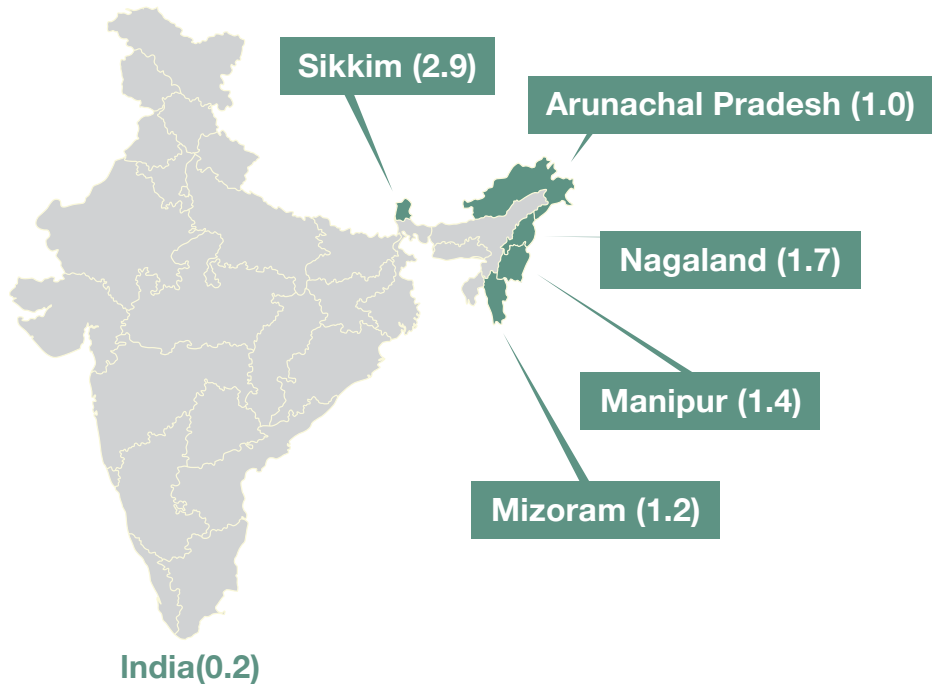 Sikkim (2.9)
Arunachal Pradesh (1.0)
Nagaland (1.7)
Manipur (1.4)
Mizoram (1.2)
India(0.2)